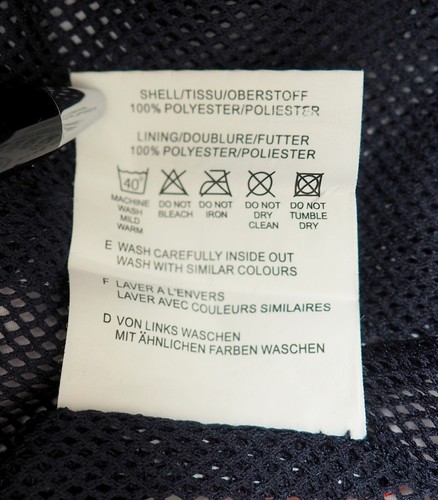 SHELL/TISSU/OBERSTOFF
100% POLYESTER/POLIESTER
LINING/DOUBLURE/FUTTER
100% POLYESTER/POLIESTER
40°
MACHINE WASH MILD WARM
DO NOT BLEACH
DO NOT IRON
DO NOT DRY CLEAN
DO NOT TUMBLE DRY
E WASH CAREFULLY INSIDE OUT
WASH WITH SIMILAR COLOURS
F LAVER A L'ENVERS
LAVER AVEC COULEURS SIMILAIRES
D VON LINKS WASCHEN
MIT ÄHNLICHEN FARBEN WASCHEN